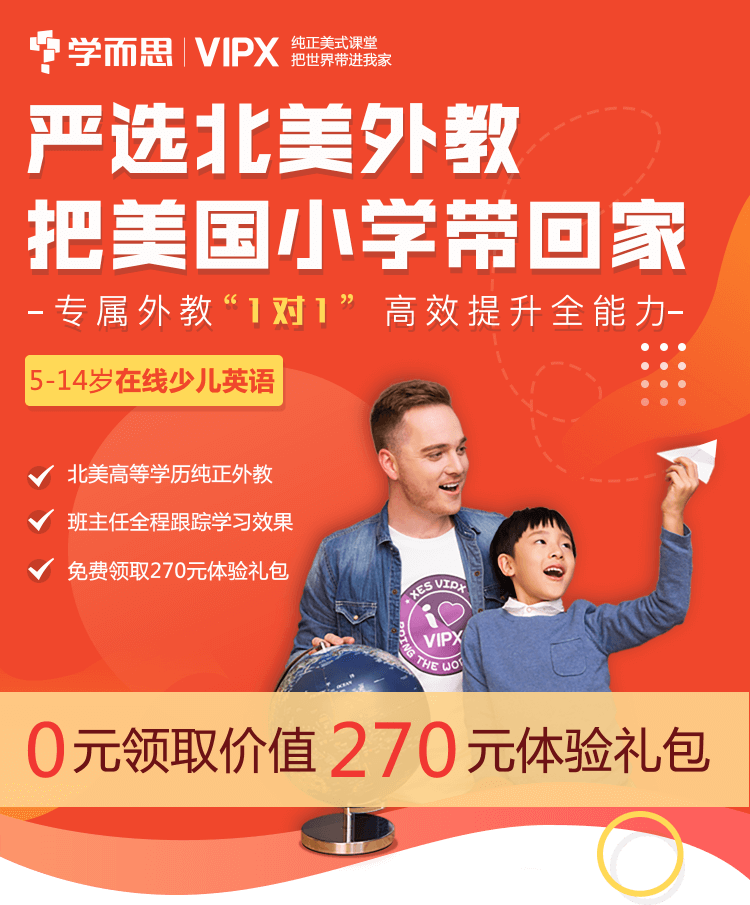 学而思 VIPX 纯正美式课堂
把世界带进我家
严选北美外教
把美国小学带回家
-专属外教“1对1” 高效提升全能力-
5-14岁在线少儿英语
北美高等学历纯正外教
班主任全程跟踪学习效果
免费领取270元体验礼包
XES VIPX
i
VIPX
THE WO
0元领取价值270元体验礼包